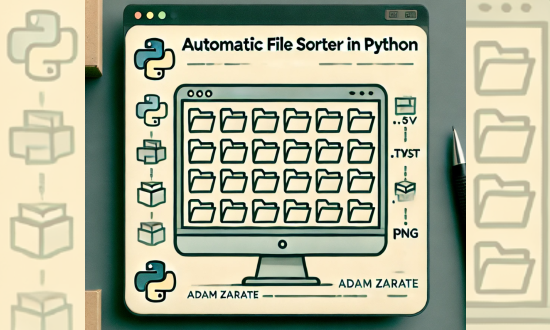 Automatic File Sorter in Python
..SV
.TVST
PNG
ADAM ZARATE
ADAM ZARATE